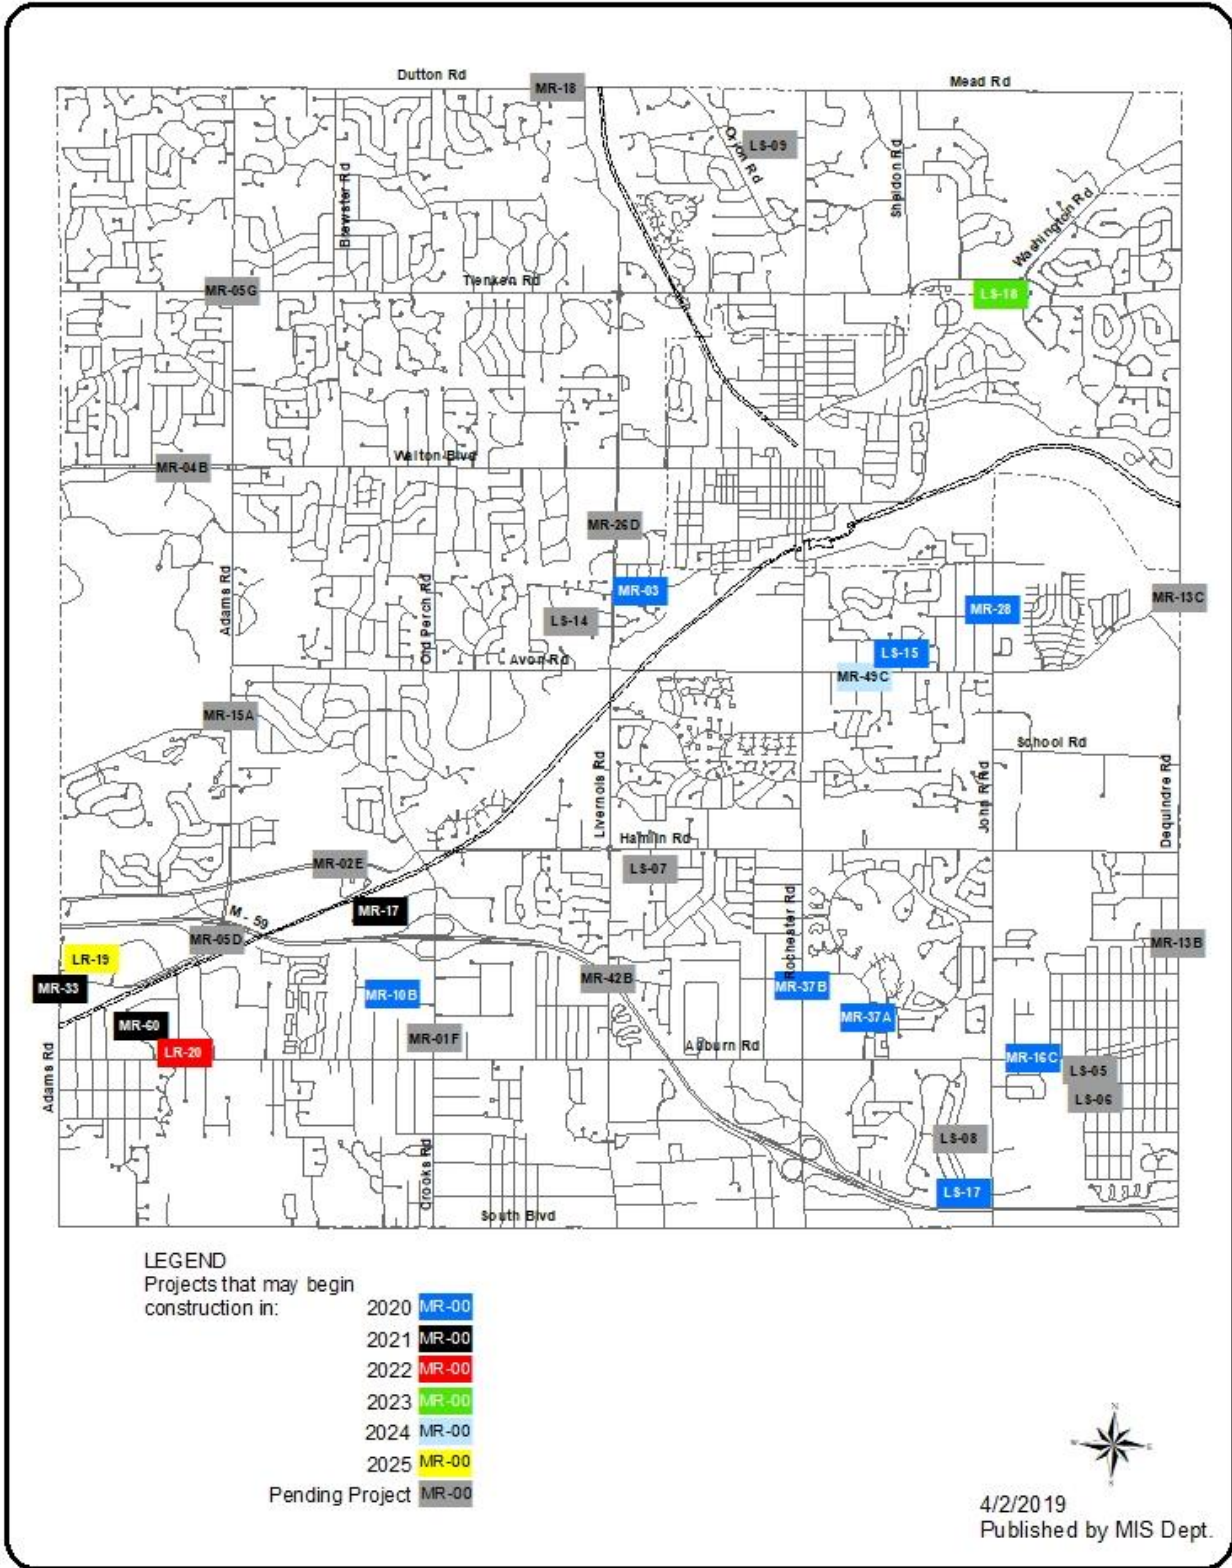 Dutton Rd
MR-18
Mead Rd
Orion Rd
LS-09
Brewster Rd
Sheldon Rd
Washington Rd
MR-05G
Tienken Rd
LS-18
Walton Blvd
MR-04B
MR-26D
Adams Rd
Old Perch Rd
MR-03
MR-28
MR-13C
LS-14
LS-15
Avon Rd
MR-49C
MR-15A
School Rd
Livernois Rd
John R Rd
Dequindre Rd
Hamlin Rd
MR-02E
LS-07
Rochester Rd
MR-17
M - 59
MR-05D
MR-13B
LR-19
MR-33
MR-42B
MR-37B
MR-10B
MR-37A
MR-60
MR-01F
Auburn Rd
LR-20
MR-16C
LS-05
Adams Rd
LS-06
LS-08
Crooks Rd
LS-17
South Blvd
LEGEND
Projects that may begin
construction in:
2020 MR-00
2021 MR-00
2022 MR-00
2023 MR-00
2024 MR-00
2025 MR-00
Pending Project MR-00
N
W E
S
4/2/2019
Published by MIS Dept.